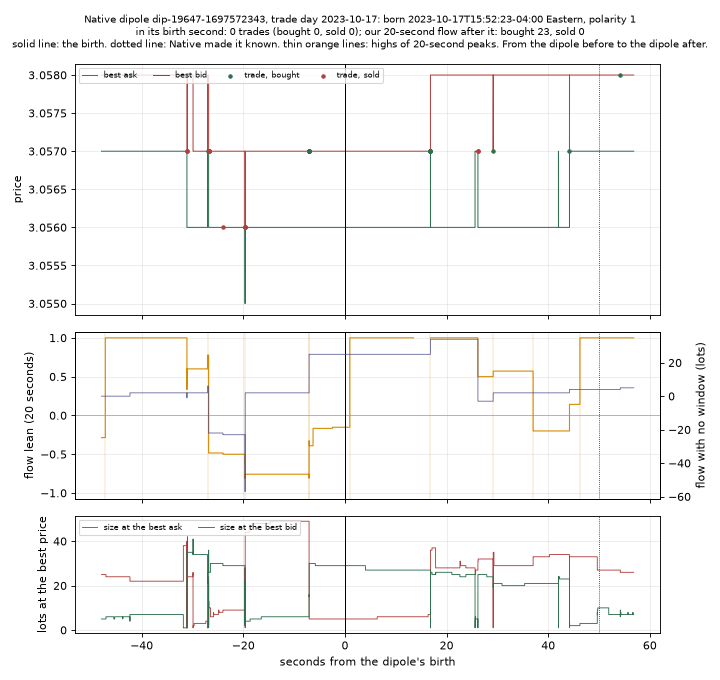 Native dipole dip-19647-1697572343, trade day 2023-10-17: born 2023-10-17T15:52:23-04:00 Eastern, polarity 1
in its birth second: 0 trades (bought 0, sold 0); our 20-second flow after it: bought 23, sold 0
solid line: the birth. dotted line: Native made it known. thin orange lines: highs of 20-second peaks. From the dipole before to the dipole after.
best ask best bid trade, bought trade, sold
3.0580
3.0575
3.0570
3.0565
3.0560
3.0555
3.0550
price
1.0
0.5
0.0
−0.5
−1.0
flow lean (20 seconds)
20
0
−20
−40
−60
flow with no window (lots)
size at the best ask size at the best bid
40
20
0
lots at the best price
−40 −20 0 20 40 60
seconds from the dipole's birth